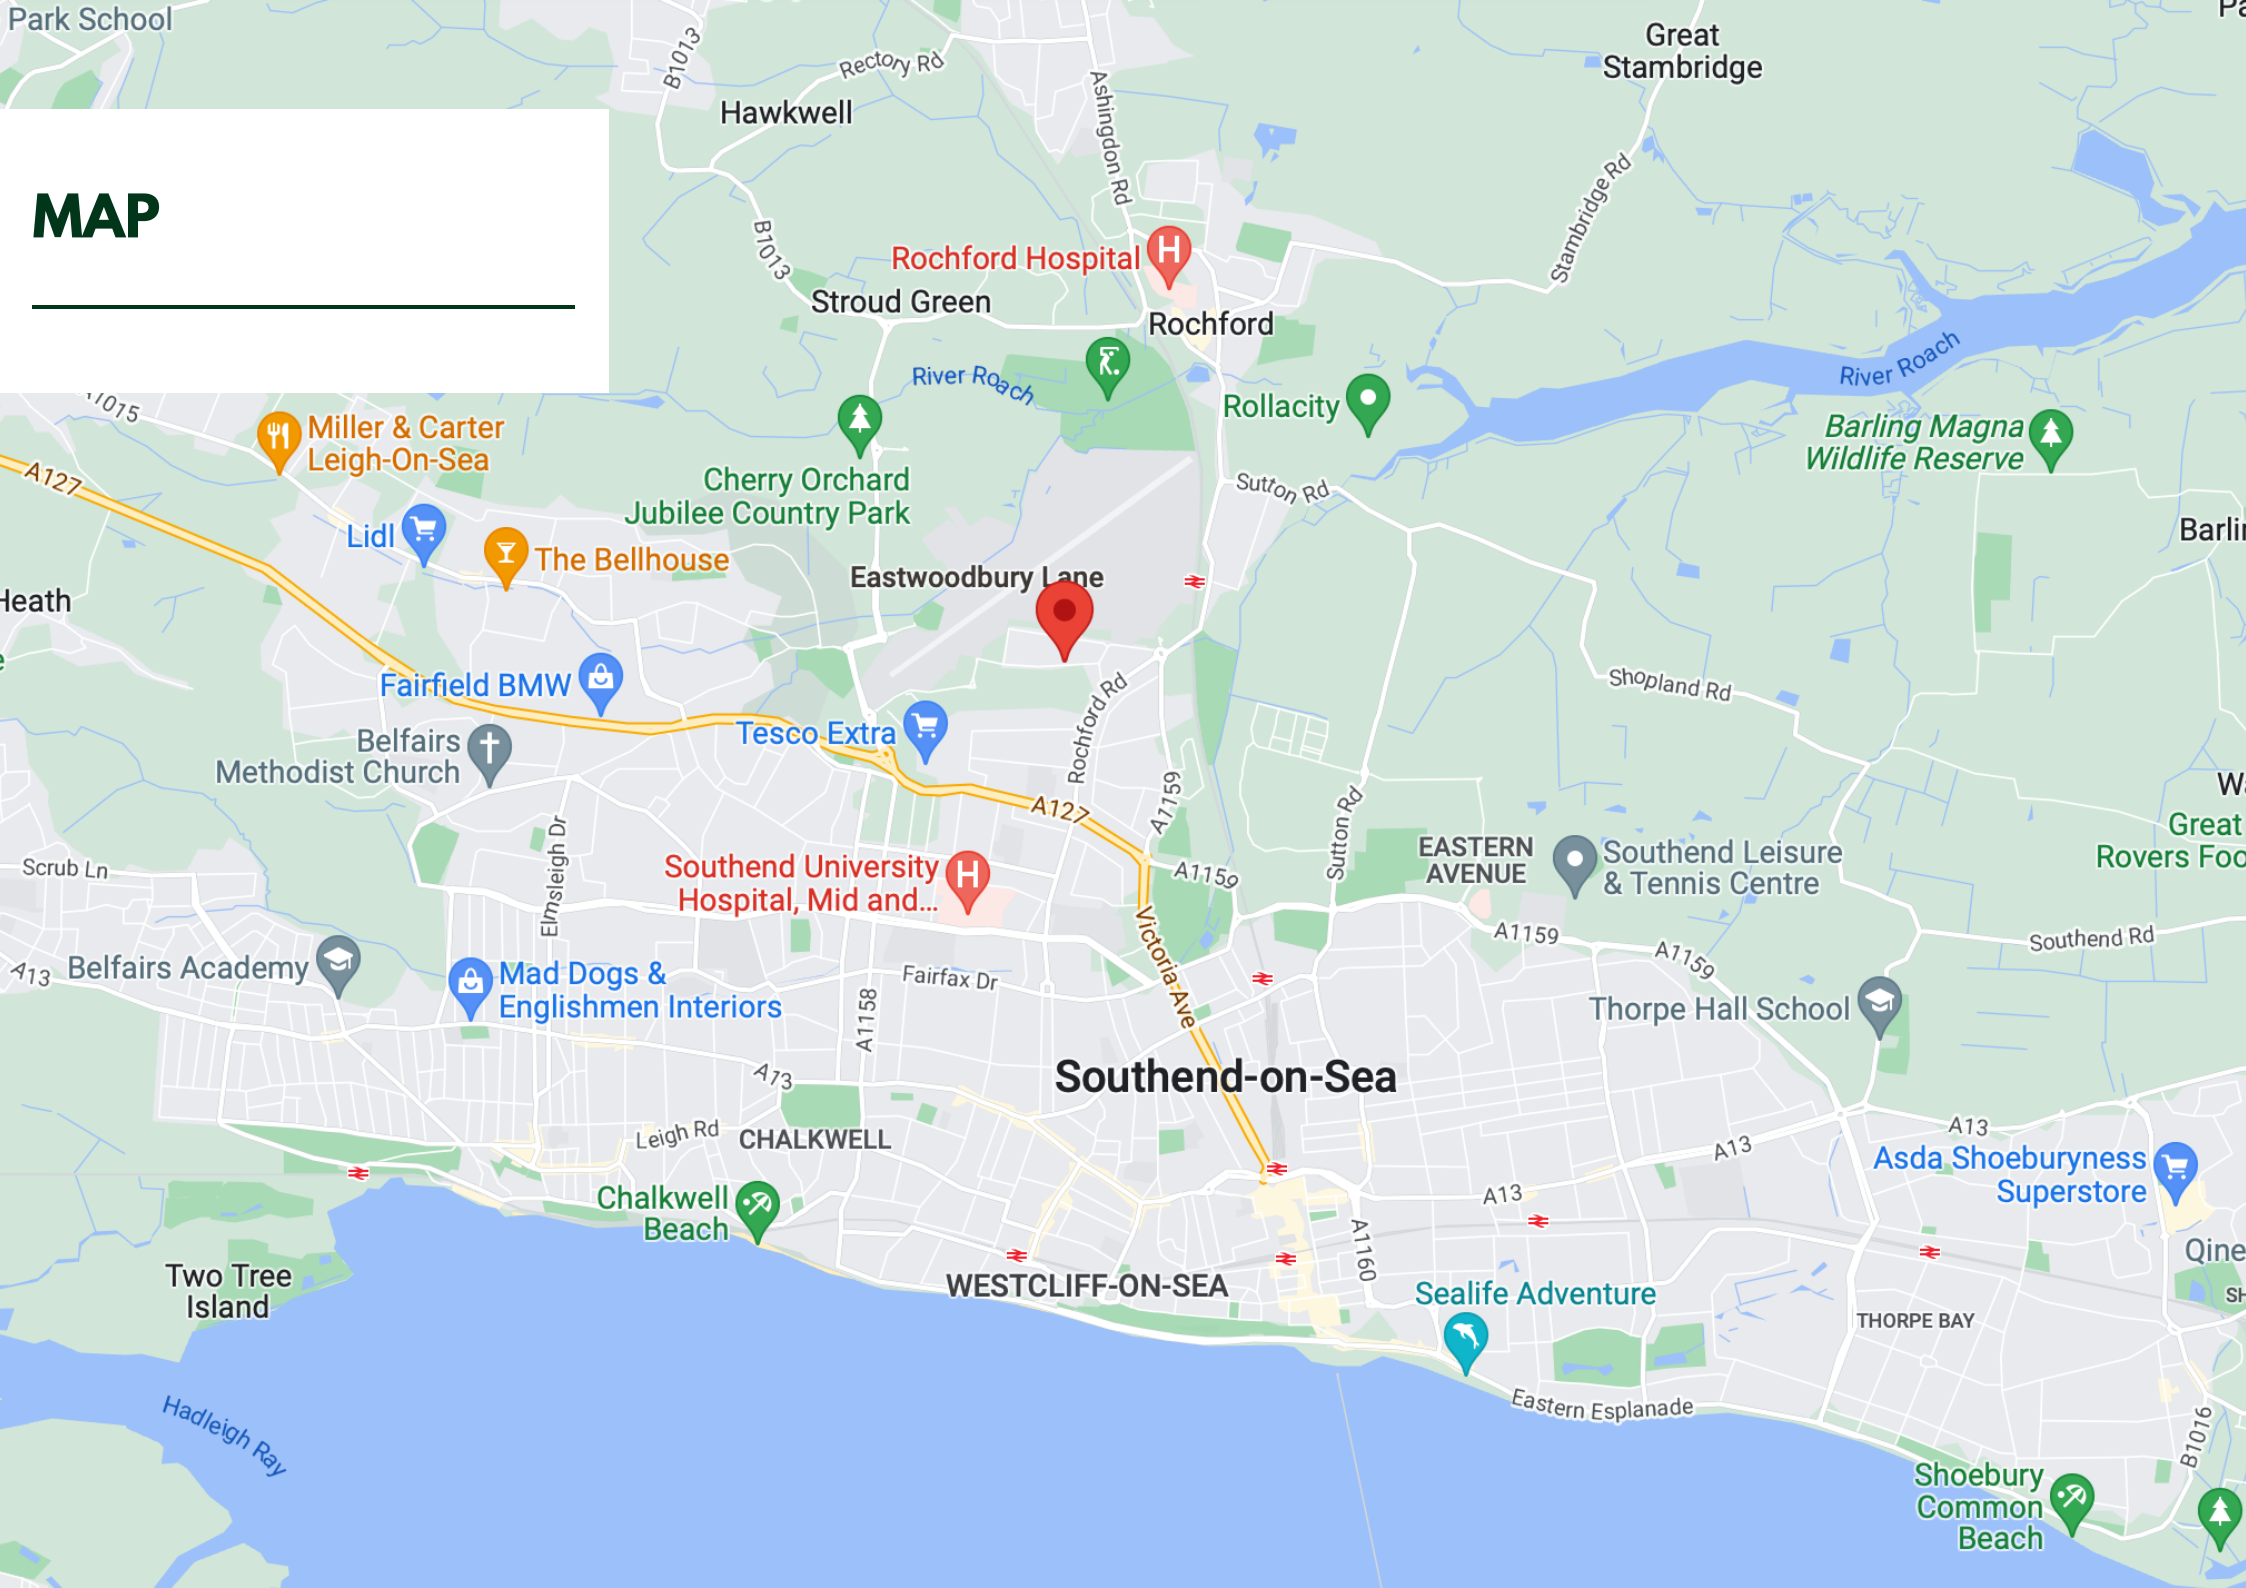 Park School
B1013
Rectory Rd
Great
Stambridge
Hawkwell
Ashingdon Rd
MAP
Stambridge Rd
B1013
Rochford Hospital
Stroud Green
Rochford
River Roach
River Roach
Rollacity
Miller & Carter
Leigh-On-Sea
Barling Magna
Wildlife Reserve
A127
Cherry Orchard
Jubilee Country Park
Sutton Rd
Lidl
The Bellhouse
Eastwoodbury Lane
Heath
Fairfield BMW
Shopland Rd
Rochford Rd
Tesco Extra
Belfairs
Methodist Church
A127
A1159
Sutton Rd
Great
Rovers Foo
EASTERN
AVENUE
Southend Leisure
& Tennis Centre
Scrub Ln
Elmsleigh Dr
Southend University
Hospital, Mid and...
A1159
Victoria Ave
A1159
A1159
Southend Rd
A13
Belfairs Academy
Mad Dogs &
Englishmen Interiors
Fairfax Dr
A1158
Thorpe Hall School
Southend-on-Sea
A13
Leigh Rd
CHALKWELL
A13
A13
Asda Shoeburyness
Superstore
A13
Chalkwell
Beach
A1160
Two Tree
Island
WESTCLIFF-ON-SEA
Sealife Adventure
THORPE BAY
Hadleigh Ray
Eastern Esplanade
B1016
Shoebury
Common
Beach